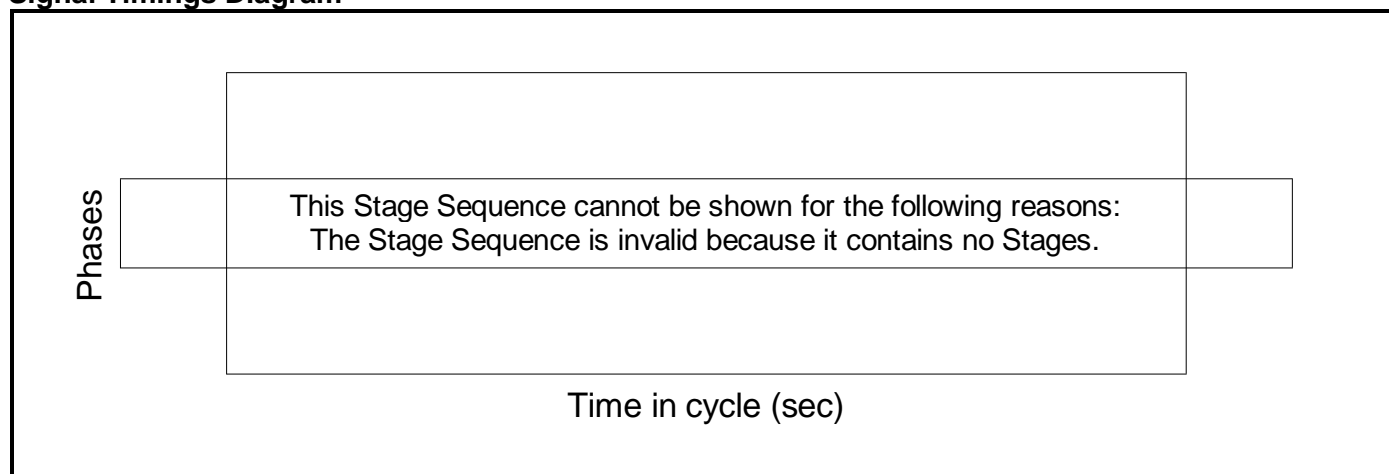 Signal Timings Diagram
Phases
This Stage Sequence cannot be shown for the following reasons:
The Stage Sequence is invalid because it contains no Stages.
Time in cycle (sec)